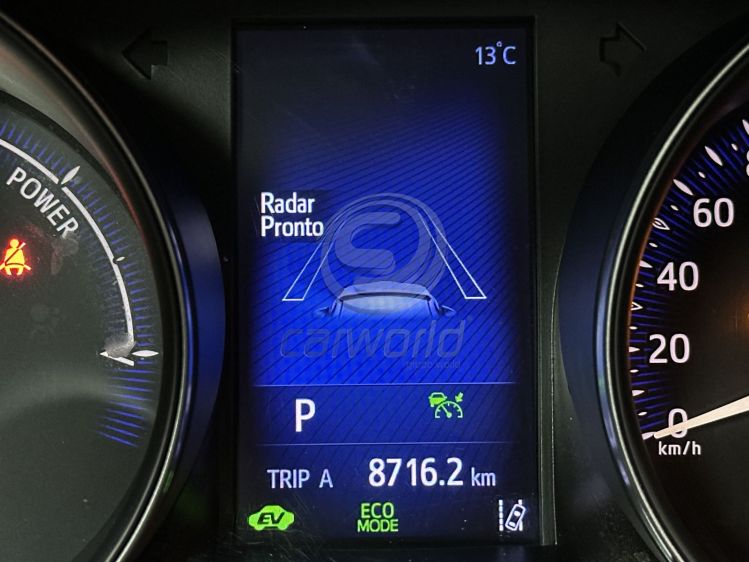 13°C
POWER
Radar
Pronto
S
carworld
60
40
20
0
km/h
P
TRIP A 8716.2 km
EV
ECO
MODE